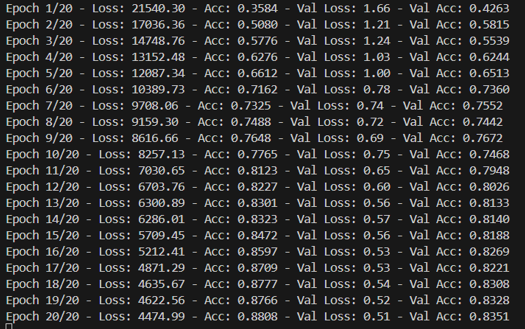 Epoch 1/20 - Loss: 21540.30 - Acc: 0.3584 - Val Loss: 1.66 - Val Acc: 0.4263
Epoch 2/20 - Loss: 17036.36 - Acc: 0.5080 - Val Loss: 1.21 - Val Acc: 0.5815
Epoch 3/20 - Loss: 14748.76 - Acc: 0.5776 - Val Loss: 1.24 - Val Acc: 0.5539
Epoch 4/20 - Loss: 13152.48 - Acc: 0.6276 - Val Loss: 1.03 - Val Acc: 0.6244
Epoch 5/20 - Loss: 12087.34 - Acc: 0.6612 - Val Loss: 1.00 - Val Acc: 0.6513
Epoch 6/20 - Loss: 10389.73 - Acc: 0.7162 - Val Loss: 0.78 - Val Acc: 0.7360
Epoch 7/20 - Loss: 9708.06 - Acc: 0.7325 - Val Loss: 0.74 - Val Acc: 0.7552
Epoch 8/20 - Loss: 9159.30 - Acc: 0.7488 - Val Loss: 0.72 - Val Acc: 0.7442
Epoch 9/20 - Loss: 8616.66 - Acc: 0.7648 - Val Loss: 0.69 - Val Acc: 0.7672
Epoch 10/20 - Loss: 8257.13 - Acc: 0.7765 - Val Loss: 0.75 - Val Acc: 0.7468
Epoch 11/20 - Loss: 7030.65 - Acc: 0.8123 - Val Loss: 0.65 - Val Acc: 0.7948
Epoch 12/20 - Loss: 6703.76 - Acc: 0.8227 - Val Loss: 0.60 - Val Acc: 0.8026
Epoch 13/20 - Loss: 6300.89 - Acc: 0.8301 - Val Loss: 0.56 - Val Acc: 0.8133
Epoch 14/20 - Loss: 6286.01 - Acc: 0.8323 - Val Loss: 0.57 - Val Acc: 0.8140
Epoch 15/20 - Loss: 5709.45 - Acc: 0.8472 - Val Loss: 0.56 - Val Acc: 0.8188
Epoch 16/20 - Loss: 5212.41 - Acc: 0.8597 - Val Loss: 0.53 - Val Acc: 0.8269
Epoch 17/20 - Loss: 4871.29 - Acc: 0.8709 - Val Loss: 0.53 - Val Acc: 0.8221
Epoch 18/20 - Loss: 4635.67 - Acc: 0.8777 - Val Loss: 0.54 - Val Acc: 0.8308
Epoch 19/20 - Loss: 4622.56 - Acc: 0.8766 - Val Loss: 0.52 - Val Acc: 0.8328
Epoch 20/20 - Loss: 4474.99 - Acc: 0.8808 - Val Loss: 0.51 - Val Acc: 0.8351